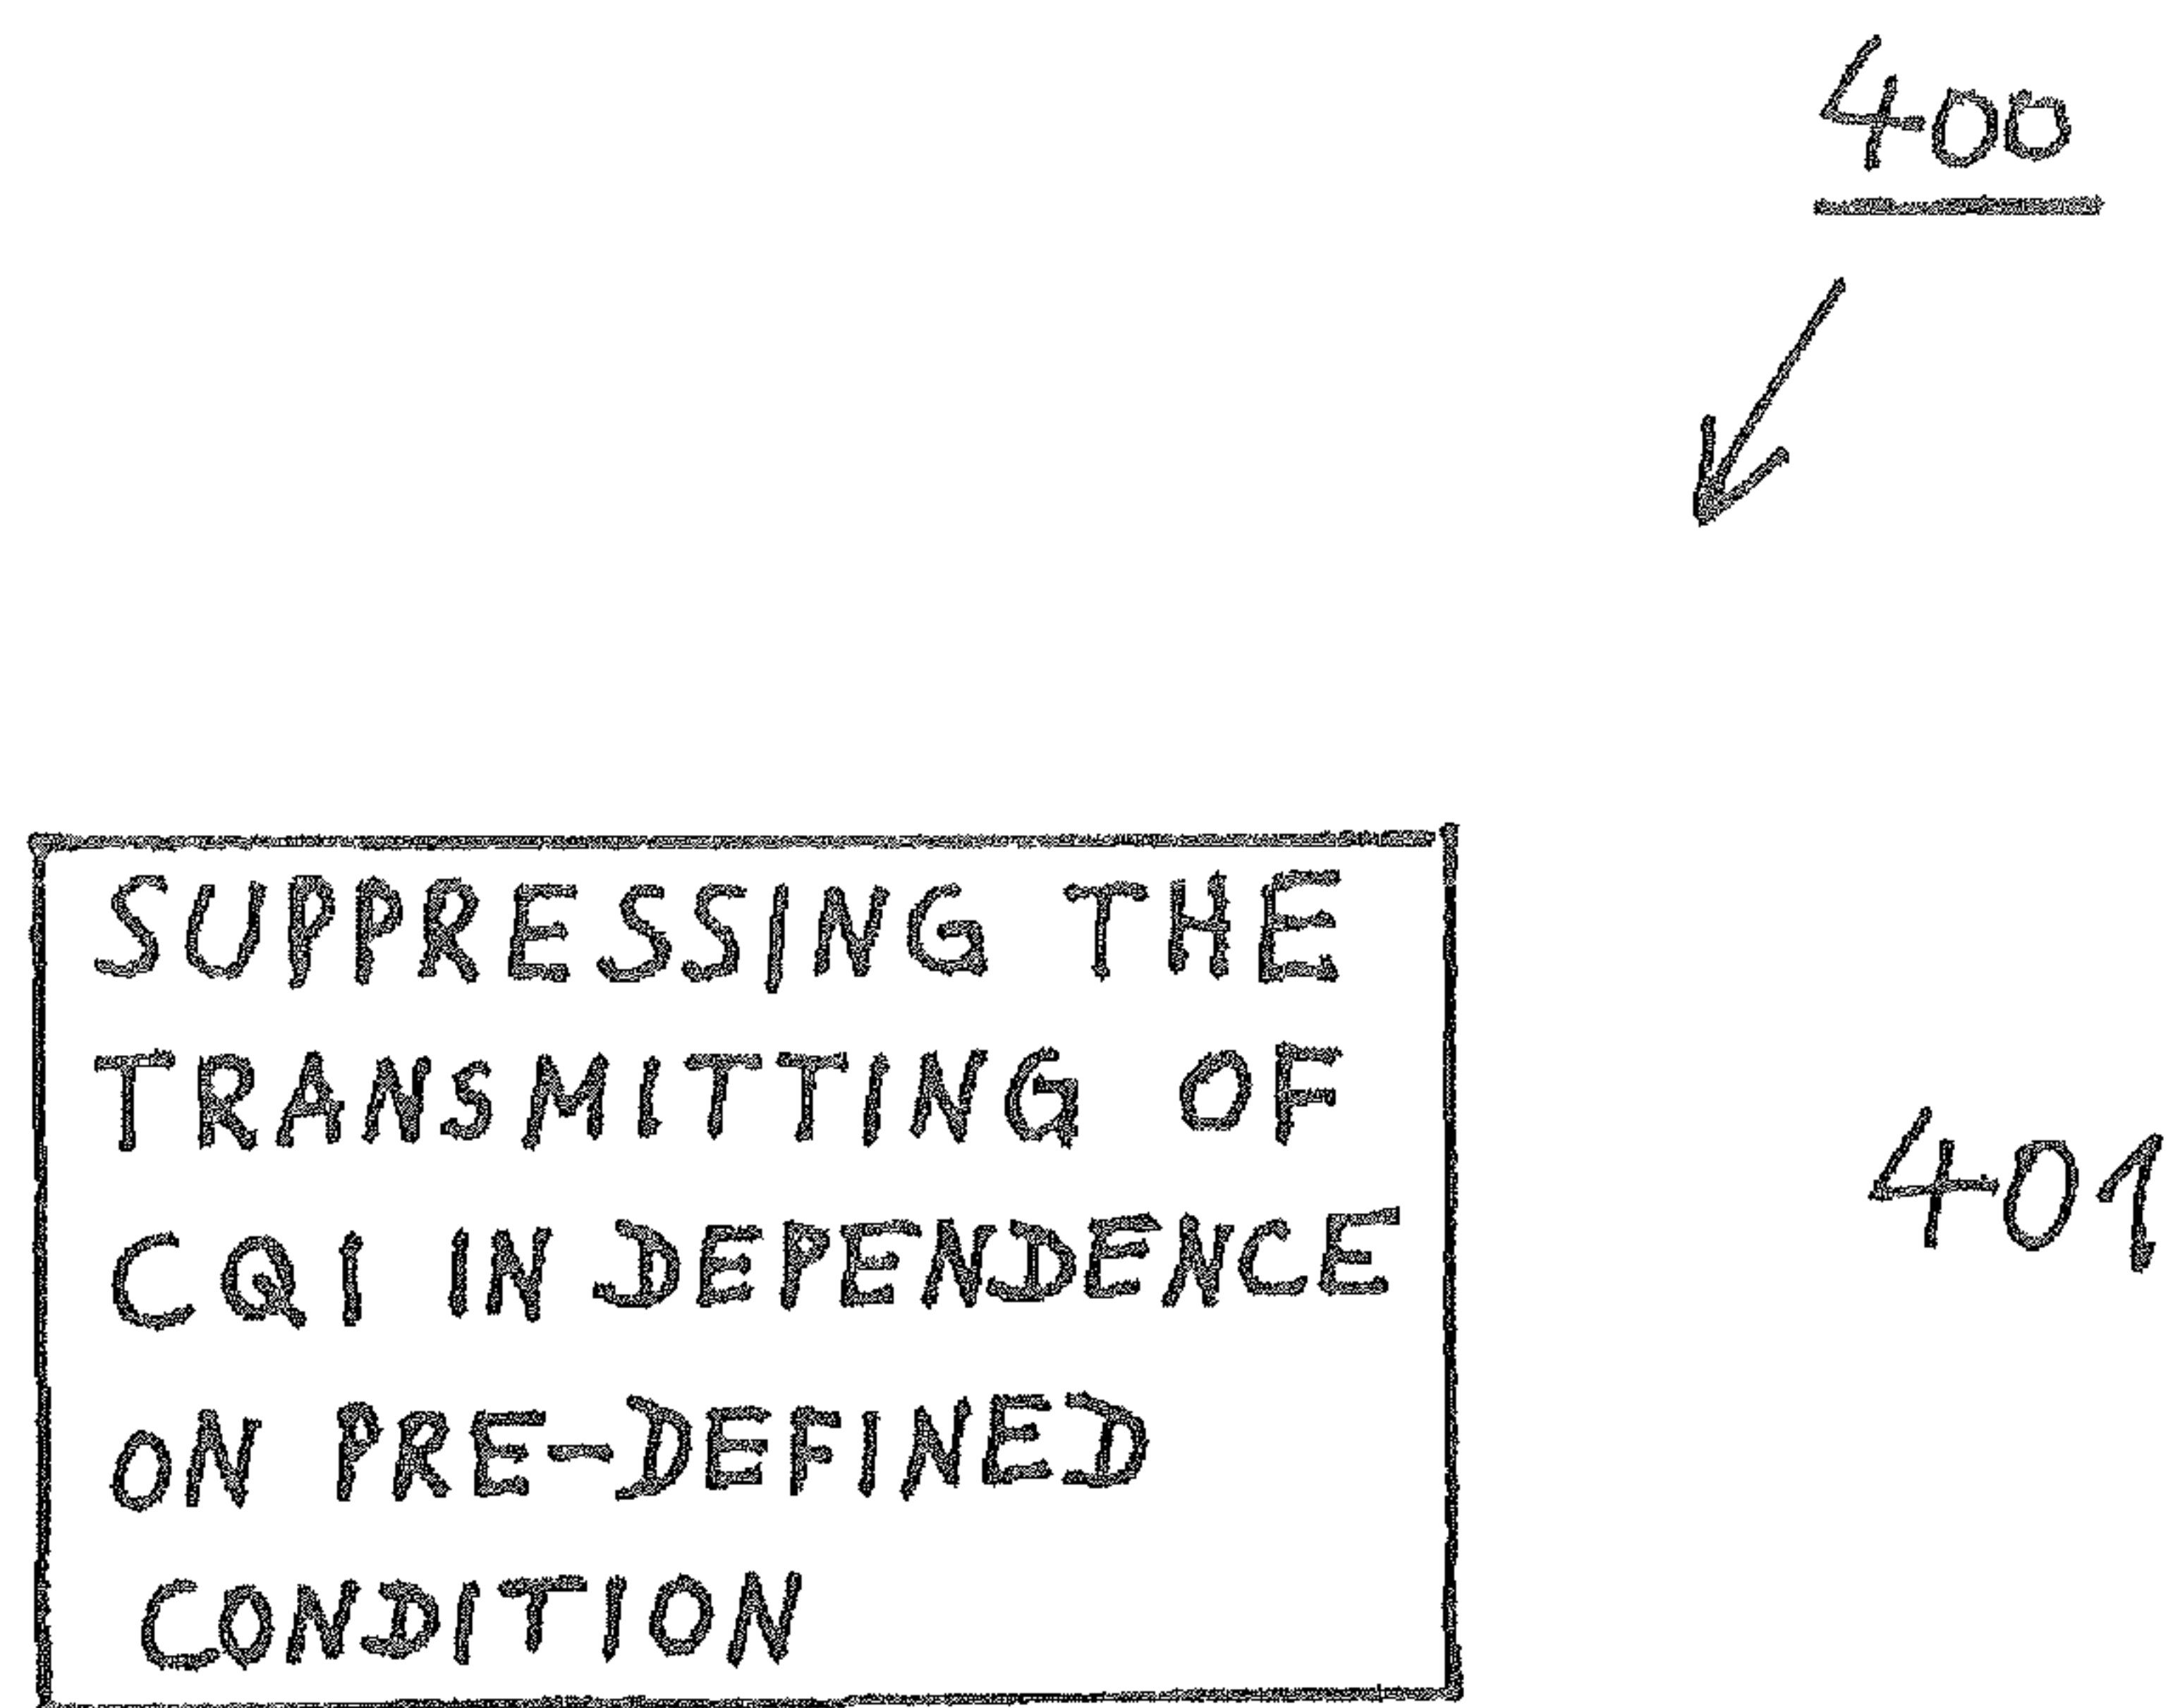 400
SUPPRESSING THE
TRANSMITTING OF
CQI IN DEPENDENCE
ON PRE-DEFINED
CONDITION
401